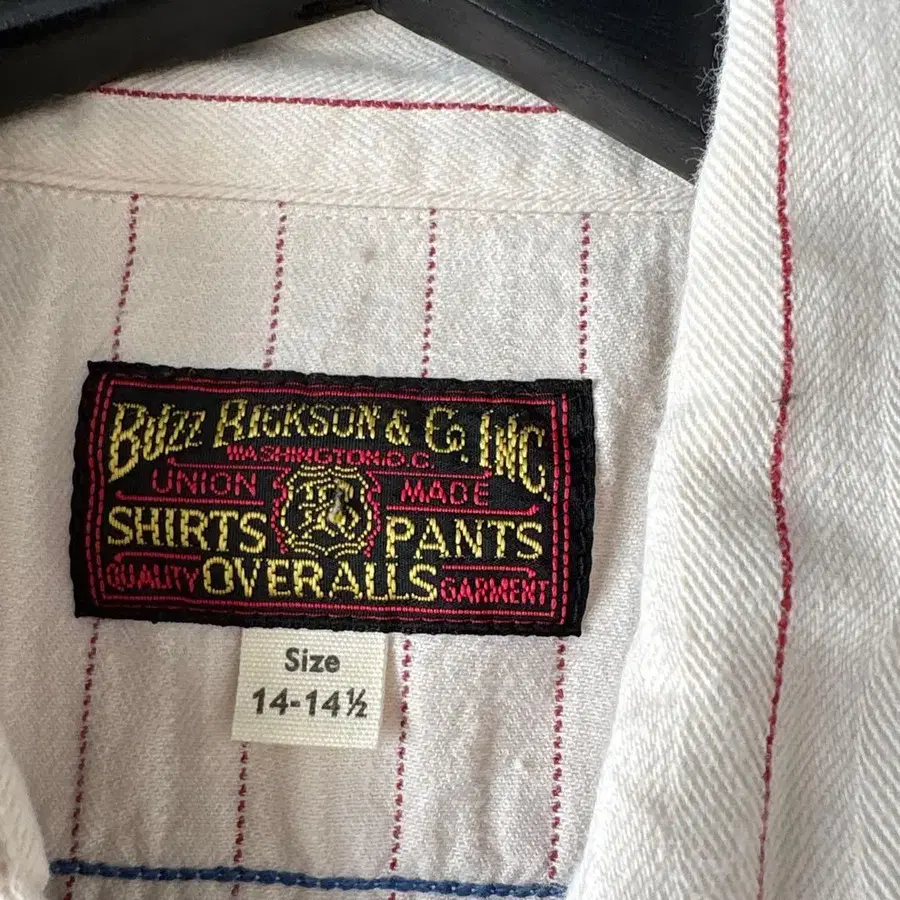 BUZZ RICKSON & Co. INC
WASHINGTON.D.C.
UNION MADE
SHIRTS PANTS
QUALITY OVERALLS GARMENT
Size
14-14½